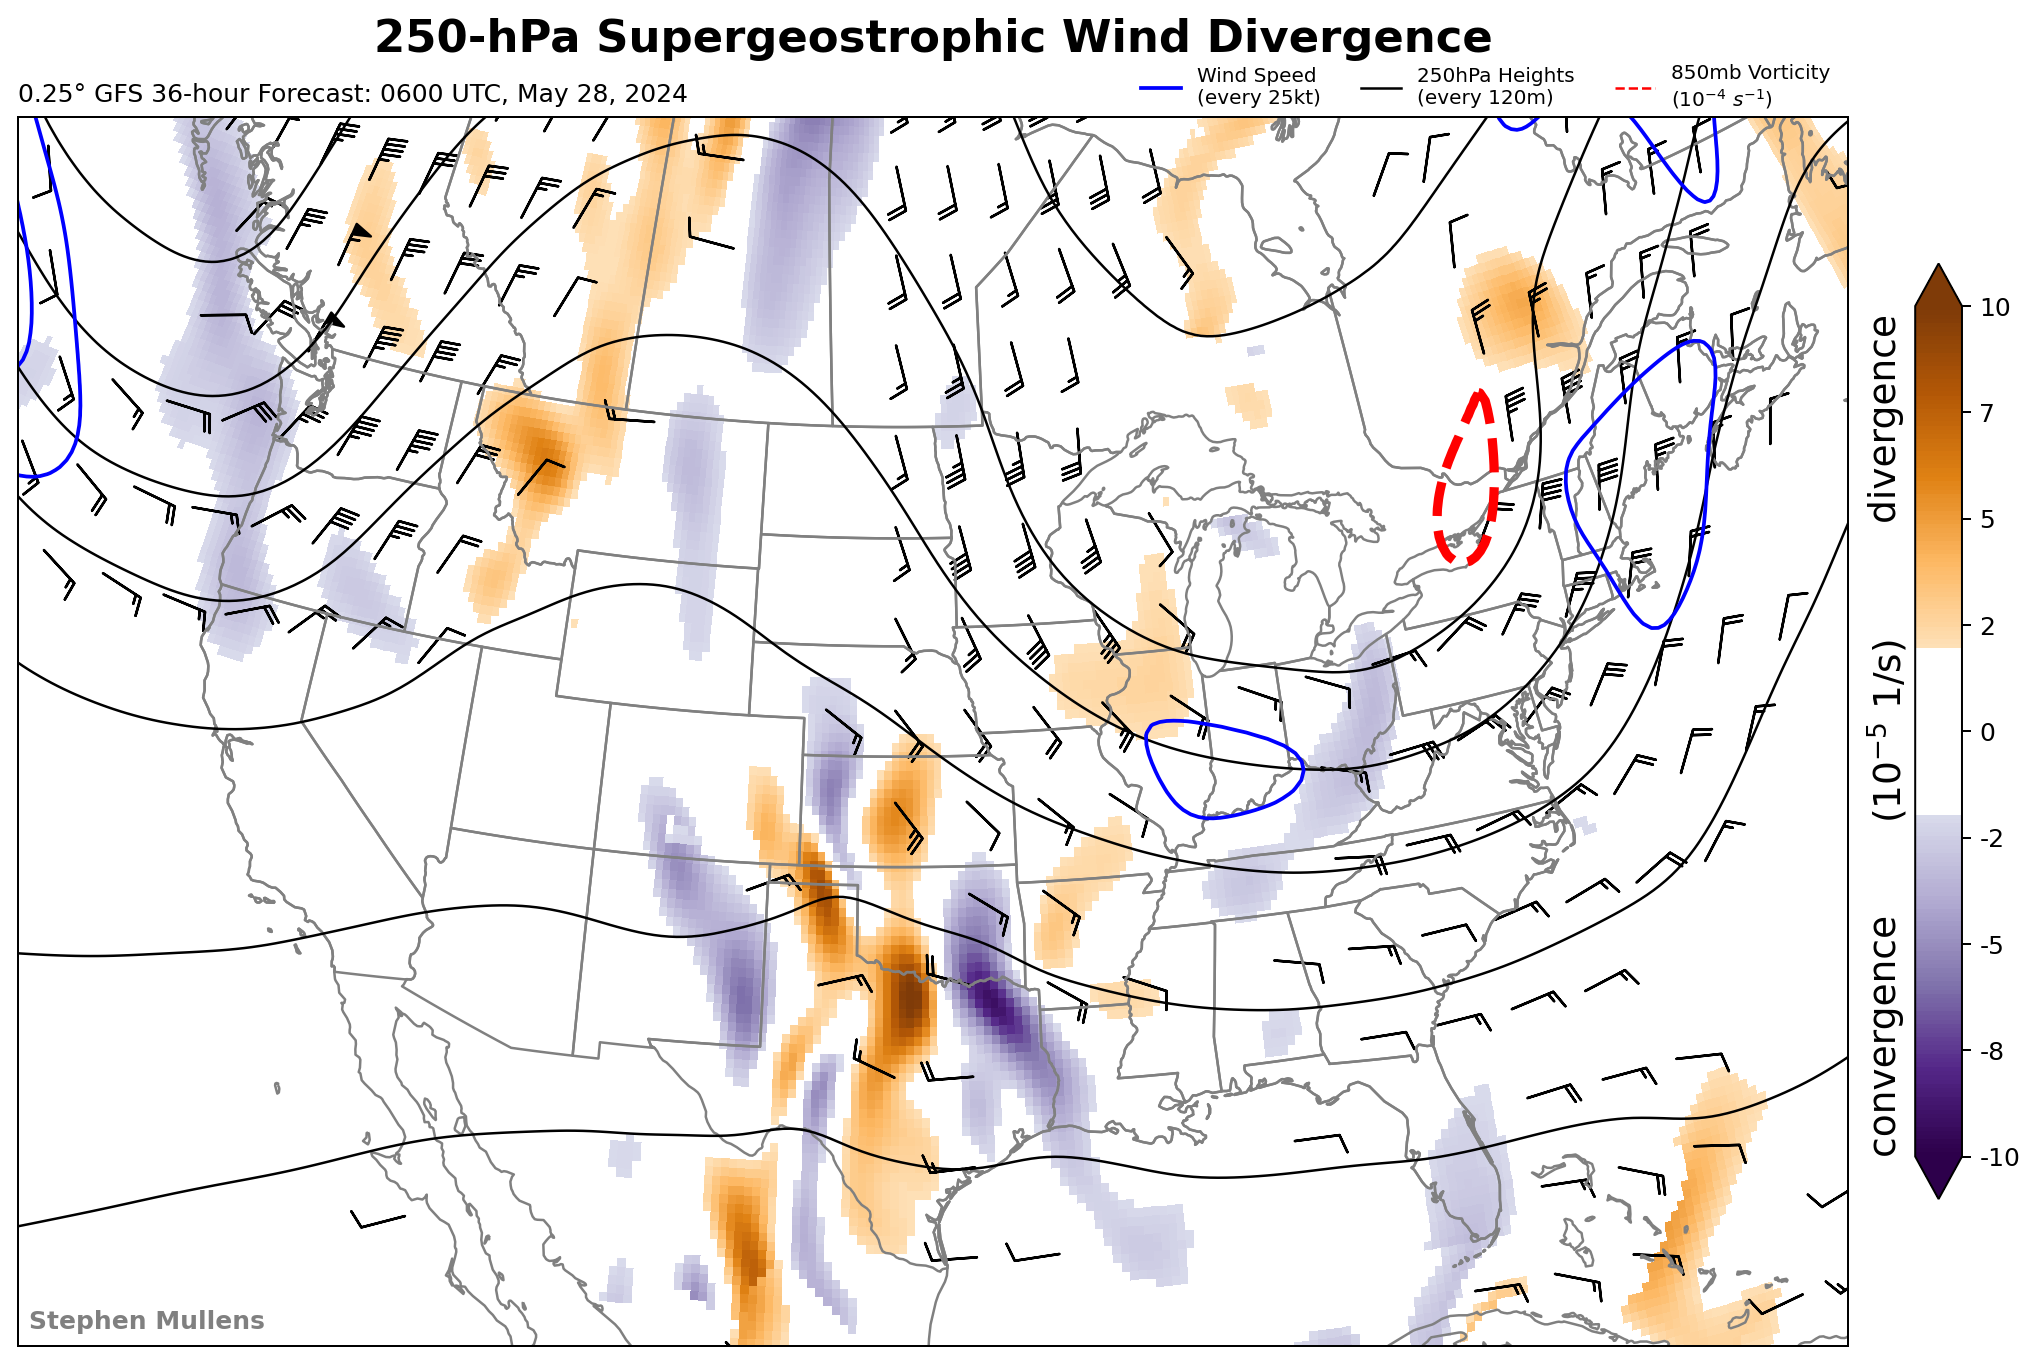 250-hPa Supergeostrophic Wind Divergence
0.25° GFS 36-hour Forecast: 0600 UTC, May 28, 2024
Wind Speed
(every 25kt)
250hPa Heights
(every 120m)
850mb Vorticity
(10⁻⁴ s⁻¹)
10
7
5
2
0
-2
-5
-8
-10
convergence (10⁻⁵ 1/s) divergence
Stephen Mullens